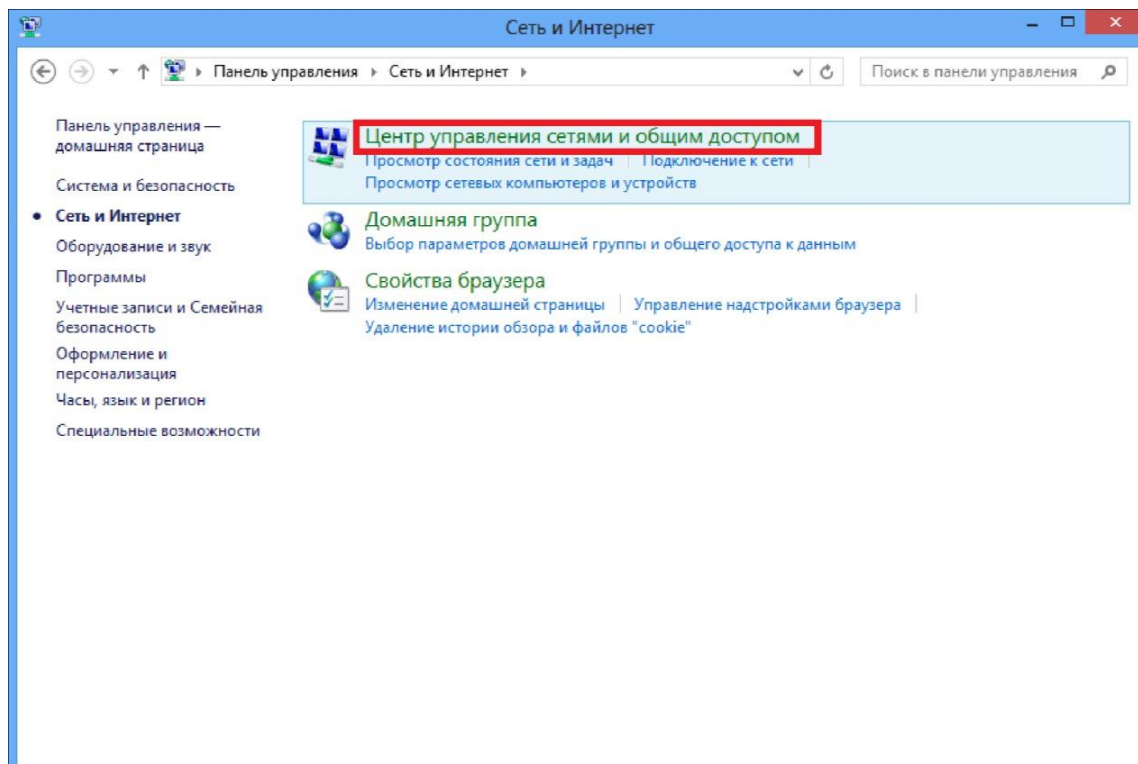 Сеть и Интернет
Панель управления
Сеть и Интернет
Поиск в панели управления
Панель управления —
домашняя страница
Система и безопасность
Сеть и Интернет
Оборудование и звук
Программы
Учетные записи и Семейная
безопасность
Оформление и
персонализация
Часы, язык и регион
Специальные возможности
Центр управления сетями и общим доступом
Просмотр состояния сети и задач
Подключение к сети
Просмотр сетевых компьютеров и устройств
Домашняя группа
Выбор параметров домашней группы и общего доступа к данным
Свойства браузера
Изменение домашней страницы
Управление надстройками браузера
Удаление истории обзора и файлов "cookie"